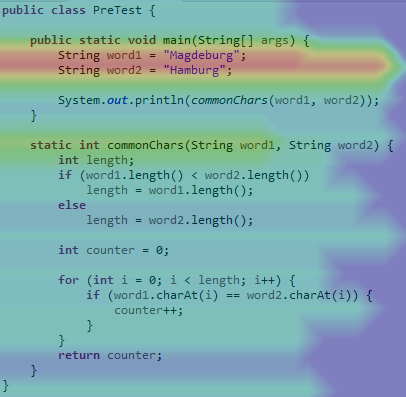 public class PreTest {
public static void main(String[] args) {
String word1 = "Magdeburg";
String word2 = "Hamburg";
System.out.println(commonChars(word1, word2));
}
static int commonChars(String word1, String word2) {
int length;
if (word1.length() < word2.length())
length = word1.length();
else
length = word2.length();
int counter = 0;
for (int i = 0; i < length; i++) {
if (word1.charAt(i) == word2.charAt(i)) {
counter++;
}
}
return counter;
}
}